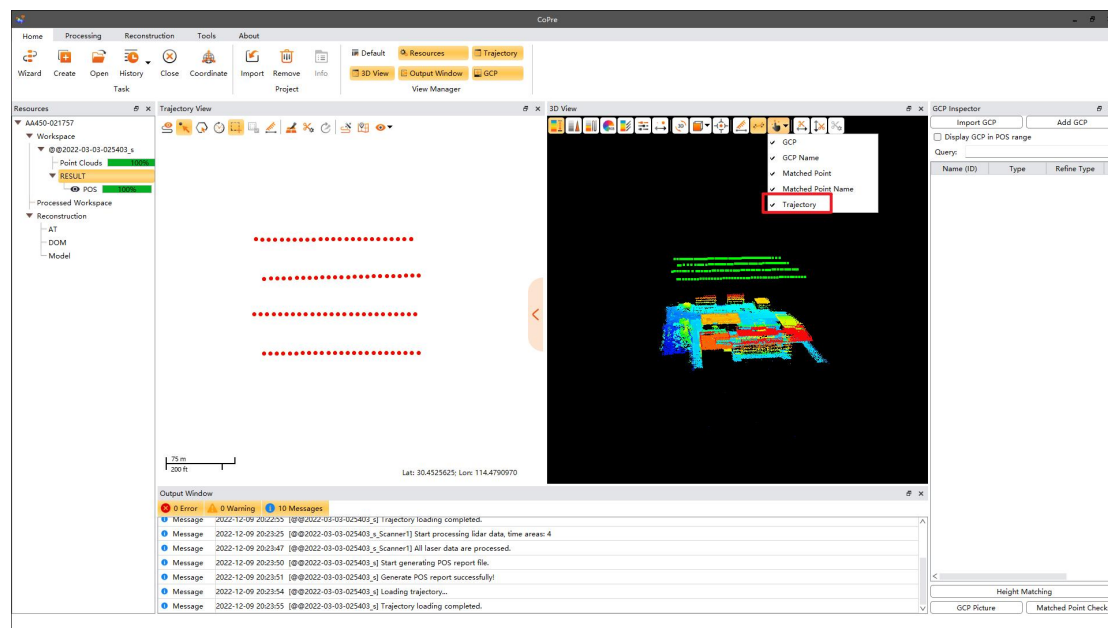 CoPre
Home Processing Reconstruction Tools About
Wizard Create Open History Close Coordinate Import Remove Info
Default Resources Trajectory
3D View Output Window GCP
Task Project View Manager
Resources
AA450-021757
Workspace
@@2022-03-03-025403_s
Point Clouds 100%
RESULT
POS 100%
Processed Workspace
Reconstruction
AT
DOM
Model
Trajectory View
75 m
200 ft
Lat: 30.4525625; Lon: 114.4790970
3D View
3D
GCP
GCP Name
Matched Point
Matched Point Name
Trajectory
GCP Inspector
Import GCP Add GCP
Display GCP in POS range
Query:
Name (ID) Type Refine Type
Height Matching
GCP Picture Matched Point Check
Output Window
0 Error 0 Warning 10 Messages
Message 2022-12-09 20:22:55 [@@2022-03-03-025403_s] Trajectory loading completed.
Message 2022-12-09 20:23:25 [@@2022-03-03-025403_s_Scanner1] Start processing lidar data, time areas: 4
Message 2022-12-09 20:23:47 [@@2022-03-03-025403_s_Scanner1] All laser data are processed.
Message 2022-12-09 20:23:50 [@@2022-03-03-025403_s] Start generating POS report file.
Message 2022-12-09 20:23:51 [@@2022-03-03-025403_s] Generate POS report successfully!
Message 2022-12-09 20:23:54 [@@2022-03-03-025403_s] Loading trajectory...
Message 2022-12-09 20:23:55 [@@2022-03-03-025403_s] Trajectory loading completed.